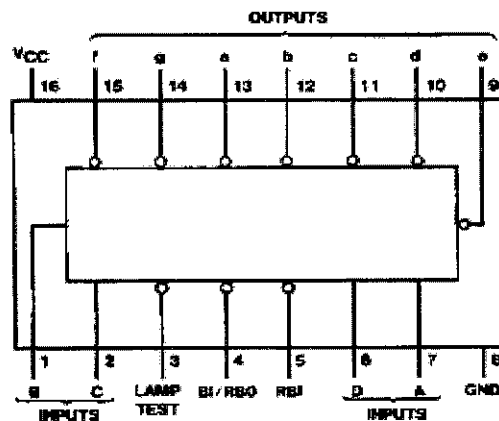 OUTPUTS
VCC f g a b c d e
16 15 14 13 12 11 10 9
1 2 3 4 5 6 7 8
B C LAMP TEST BI/RBO RBI D A GND
INPUTS INPUTS